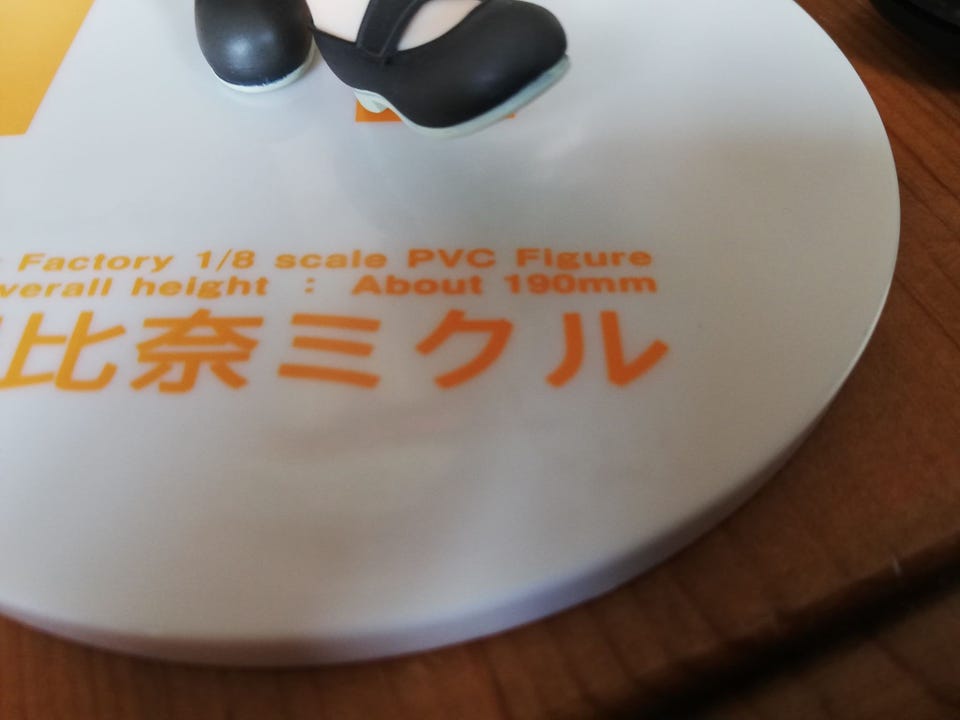 Factory 1/8 scale PVC Figure
verall height : About 190mm
比奈ミクル